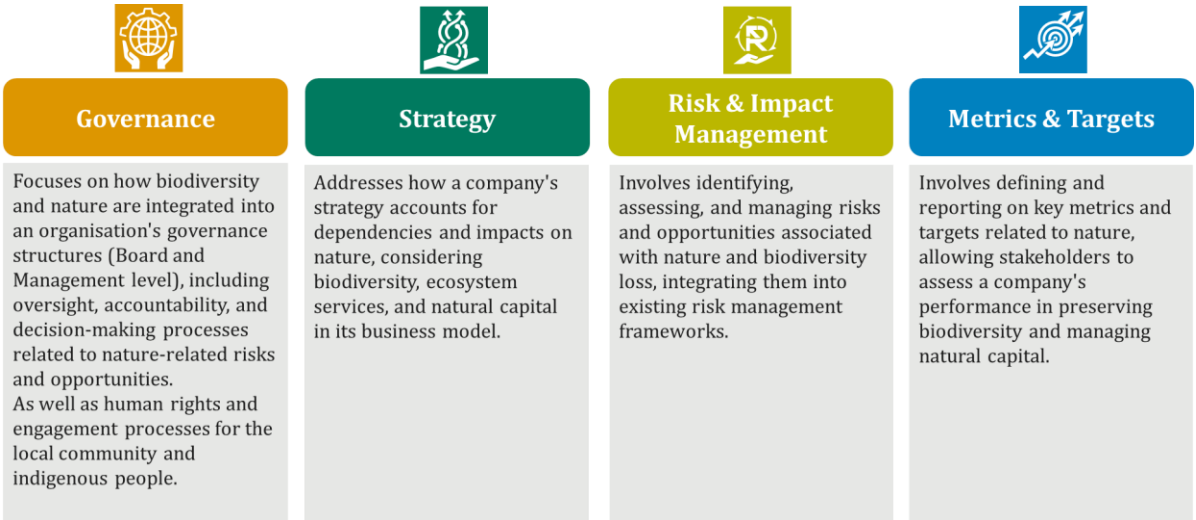 Governance
Focuses on how biodiversity
and nature are integrated into
an organisation's governance
structures (Board and
Management level), including
oversight, accountability, and
decision-making processes
related to nature-related risks
and opportunities.
As well as human rights and
engagement processes for the
local community and
indigenous people.
Strategy
Addresses how a company's
strategy accounts for
dependencies and impacts on
nature, considering
biodiversity, ecosystem
services, and natural capital
in its business model.
R
Risk & Impact
Management
Involves identifying,
assessing, and managing risks
and opportunities associated
with nature and biodiversity
loss, integrating them into
existing risk management
frameworks.
Metrics & Targets
Involves defining and
reporting on key metrics and
targets related to nature,
allowing stakeholders to
assess a company's
performance in preserving
biodiversity and managing
natural capital.